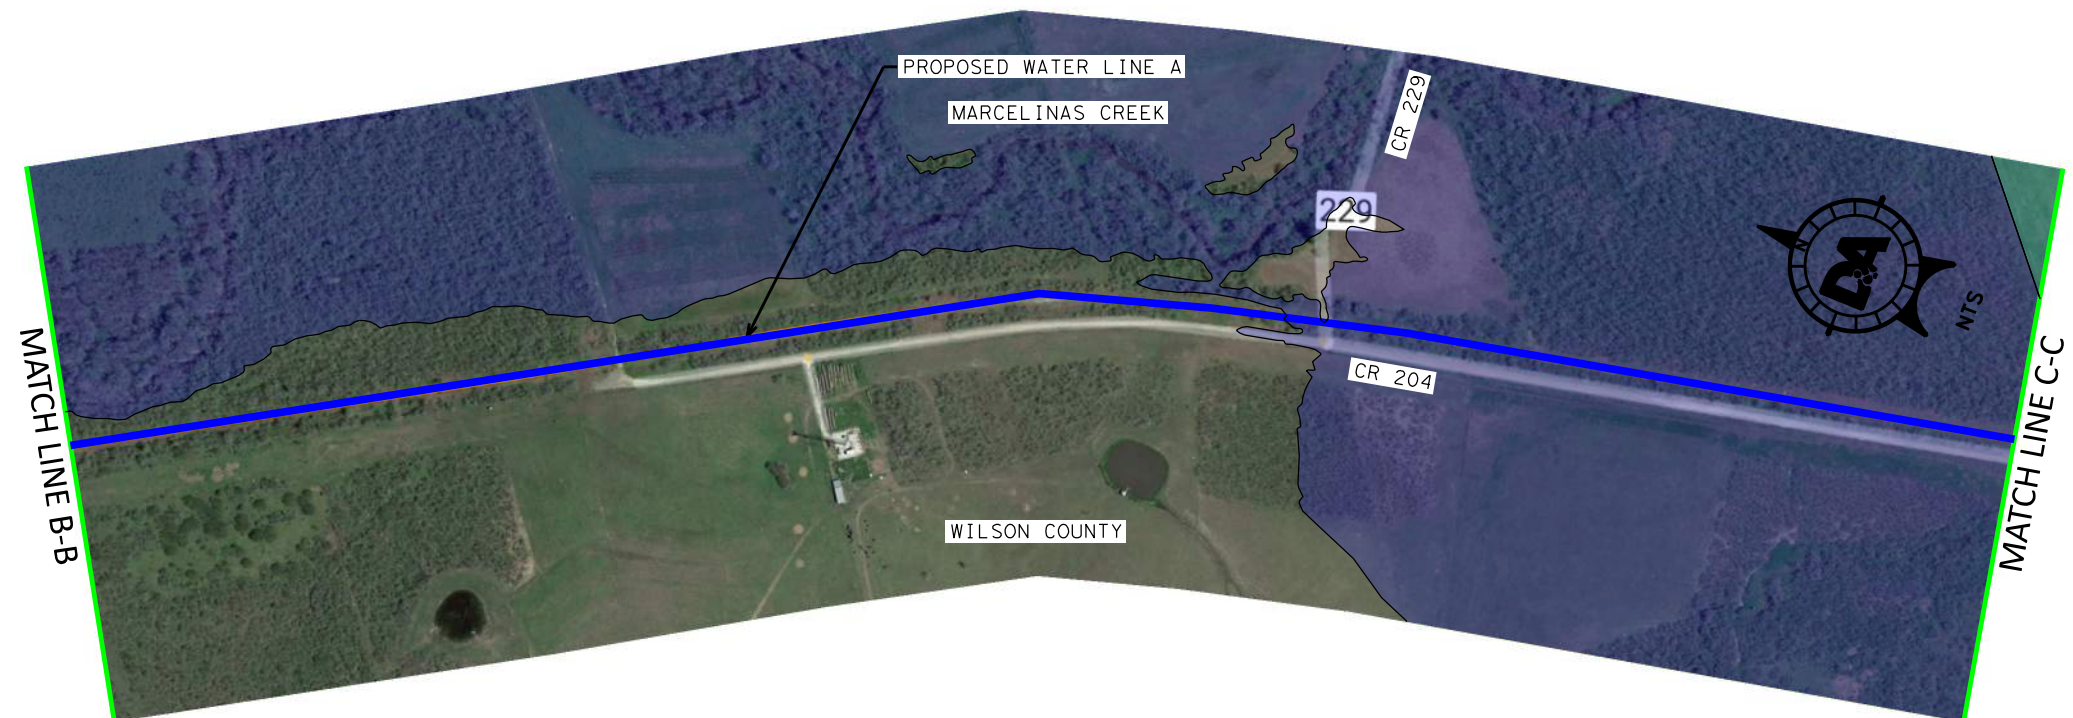 PROPOSED WATER LINE A
MARCELINAS CREEK
CR 229
229
N
NTS
MATCH LINE B-B
MATCH LINE C-C
CR 204
WILSON COUNTY